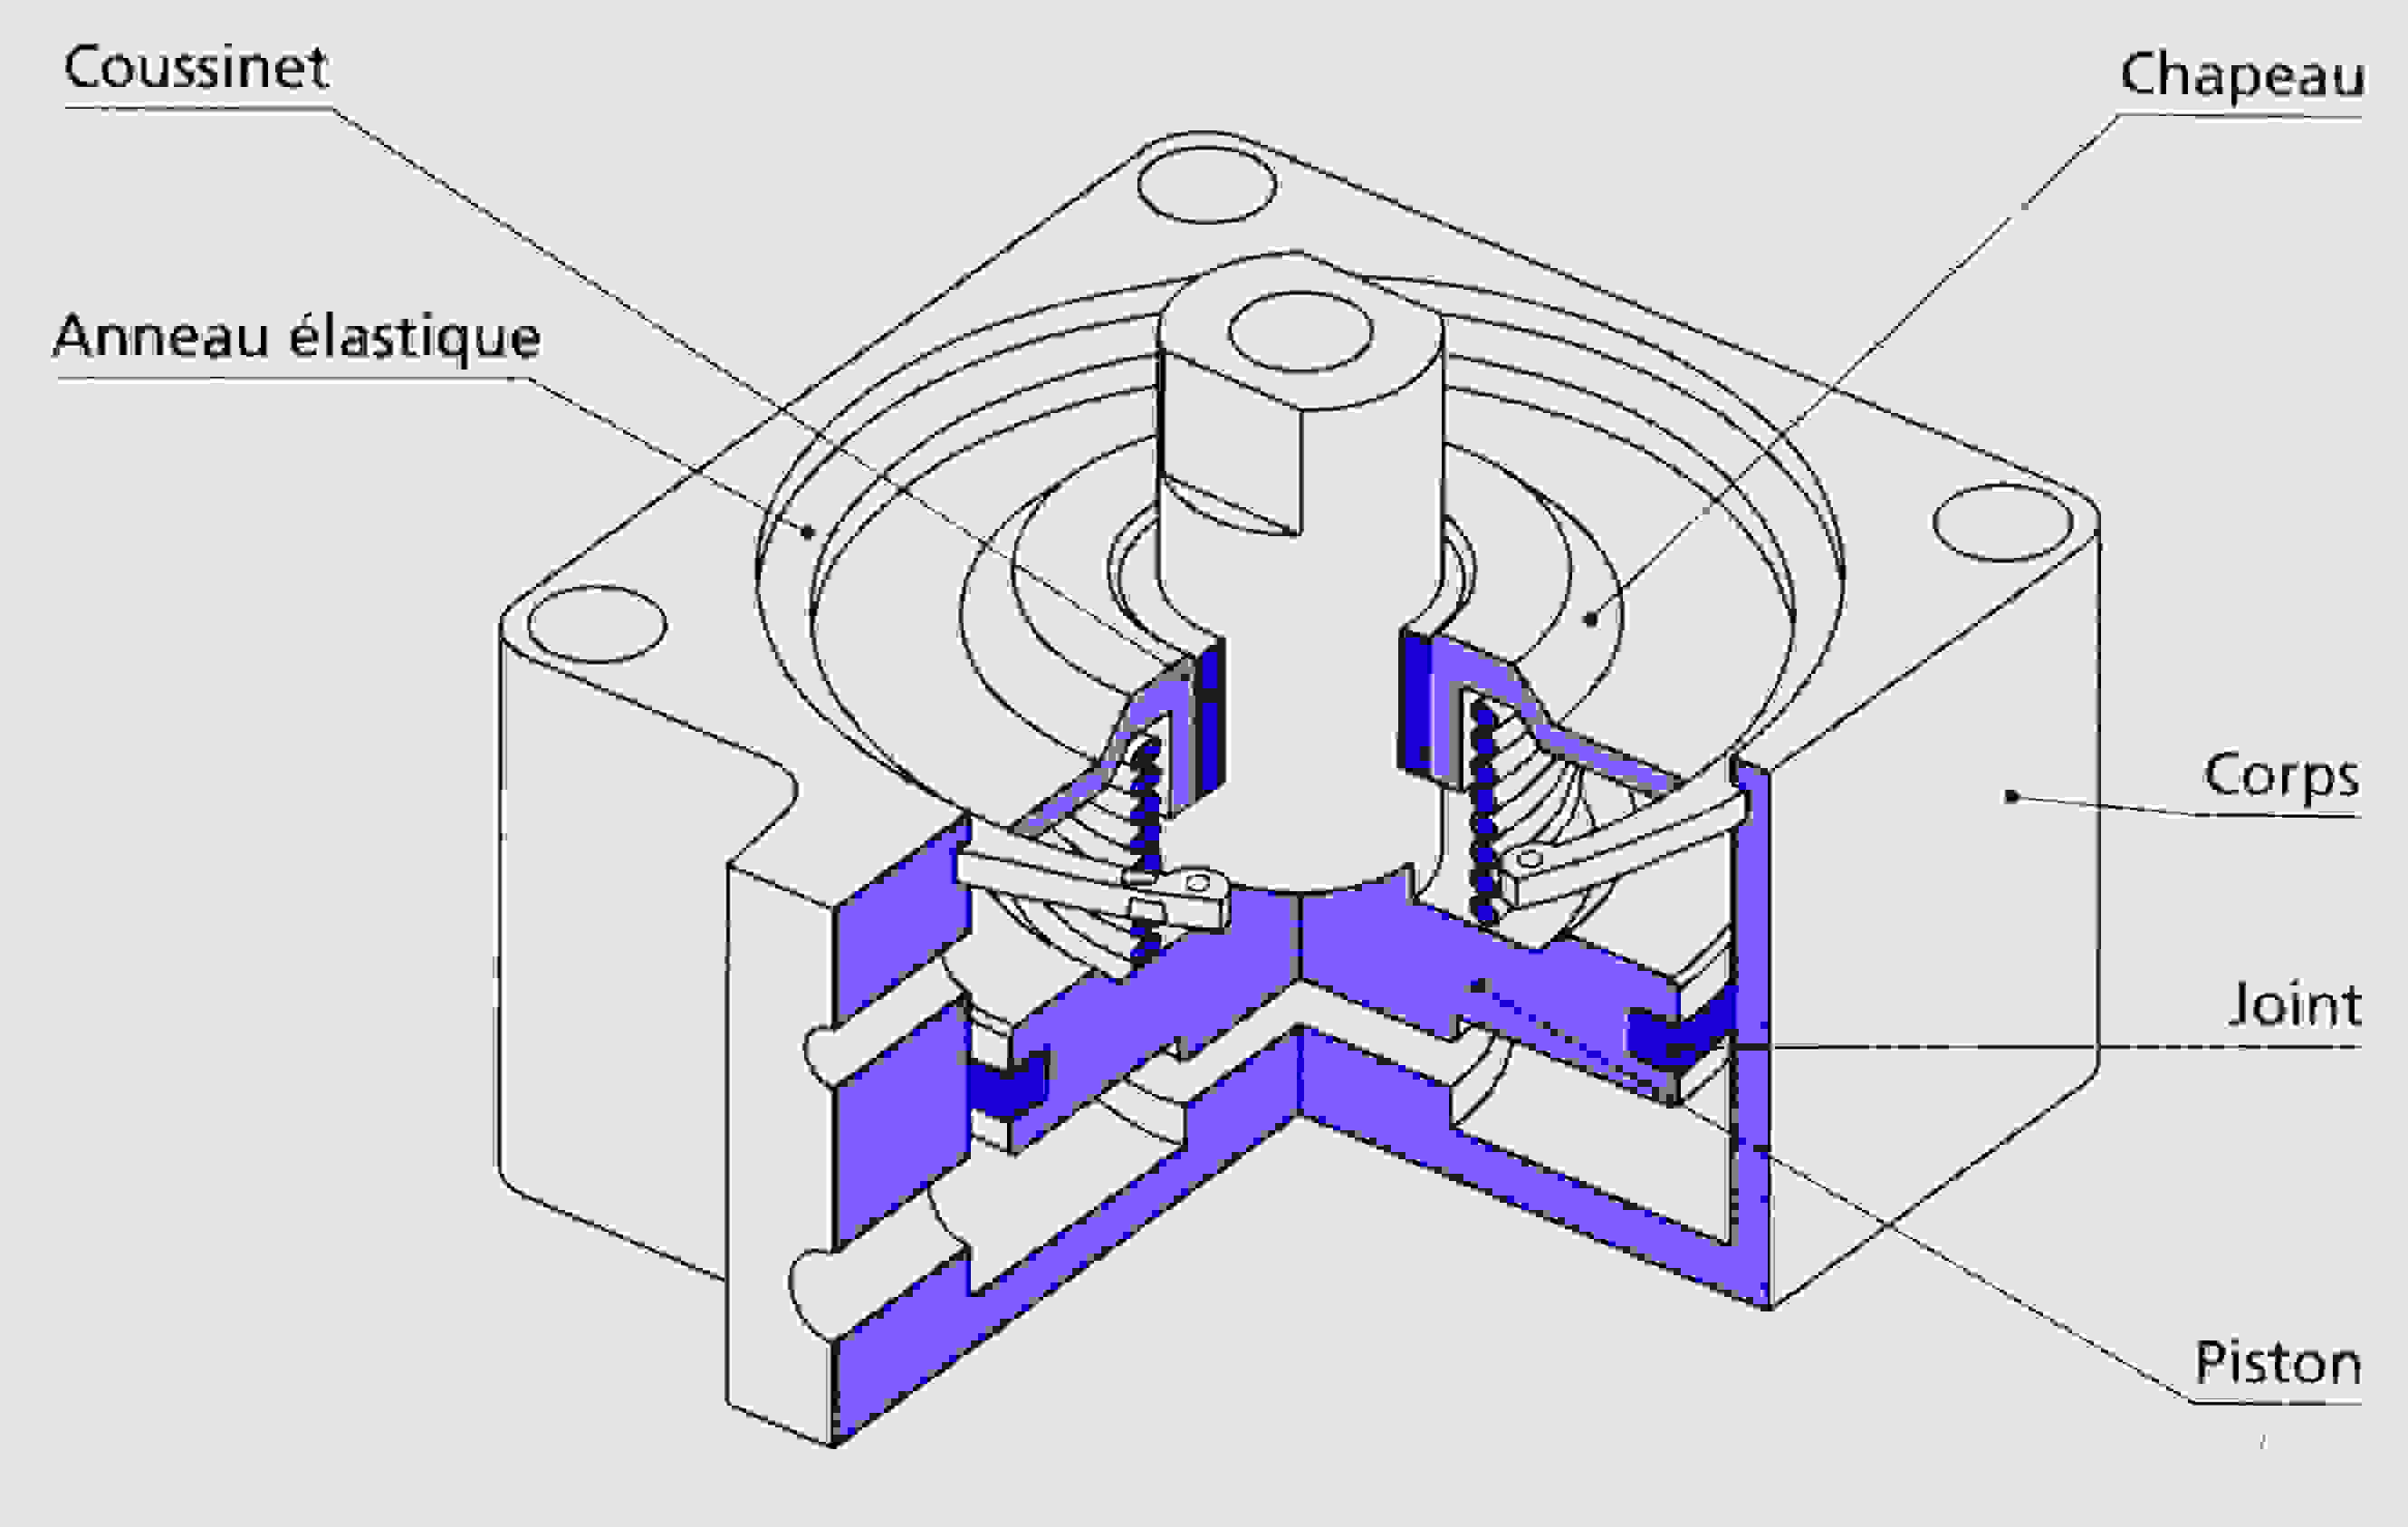 Coussinet
Chapeau
Anneau élastique
Corps
Joint
Piston